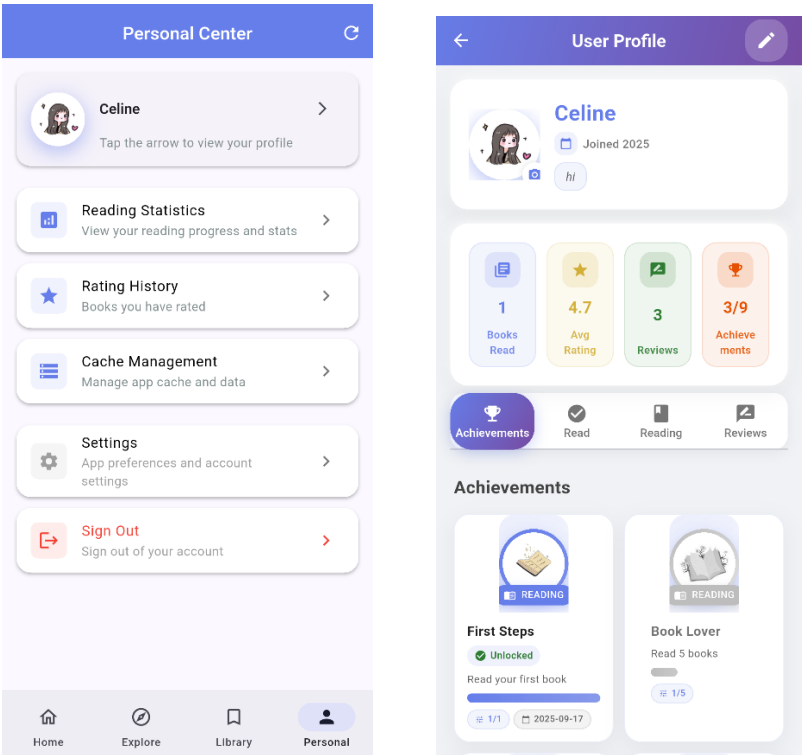 Personal Center
Celine
Tap the arrow to view your profile
Reading Statistics
View your reading progress and stats
Rating History
Books you have rated
Cache Management
Manage app cache and data
Settings
App preferences and account
settings
Sign Out
Sign out of your account
Home
Explore
Library
Personal
User Profile
Celine
Joined 2025
hi
1
Books
Read
4.7
Avg
Rating
3
Reviews
3/9
Achieve
ments
Achievements
Read
Reading
Reviews
Achievements
READING
First Steps
Unlocked
Read your first book
1/1
2025-09-17
READING
Book Lover
Read 5 books
1/5